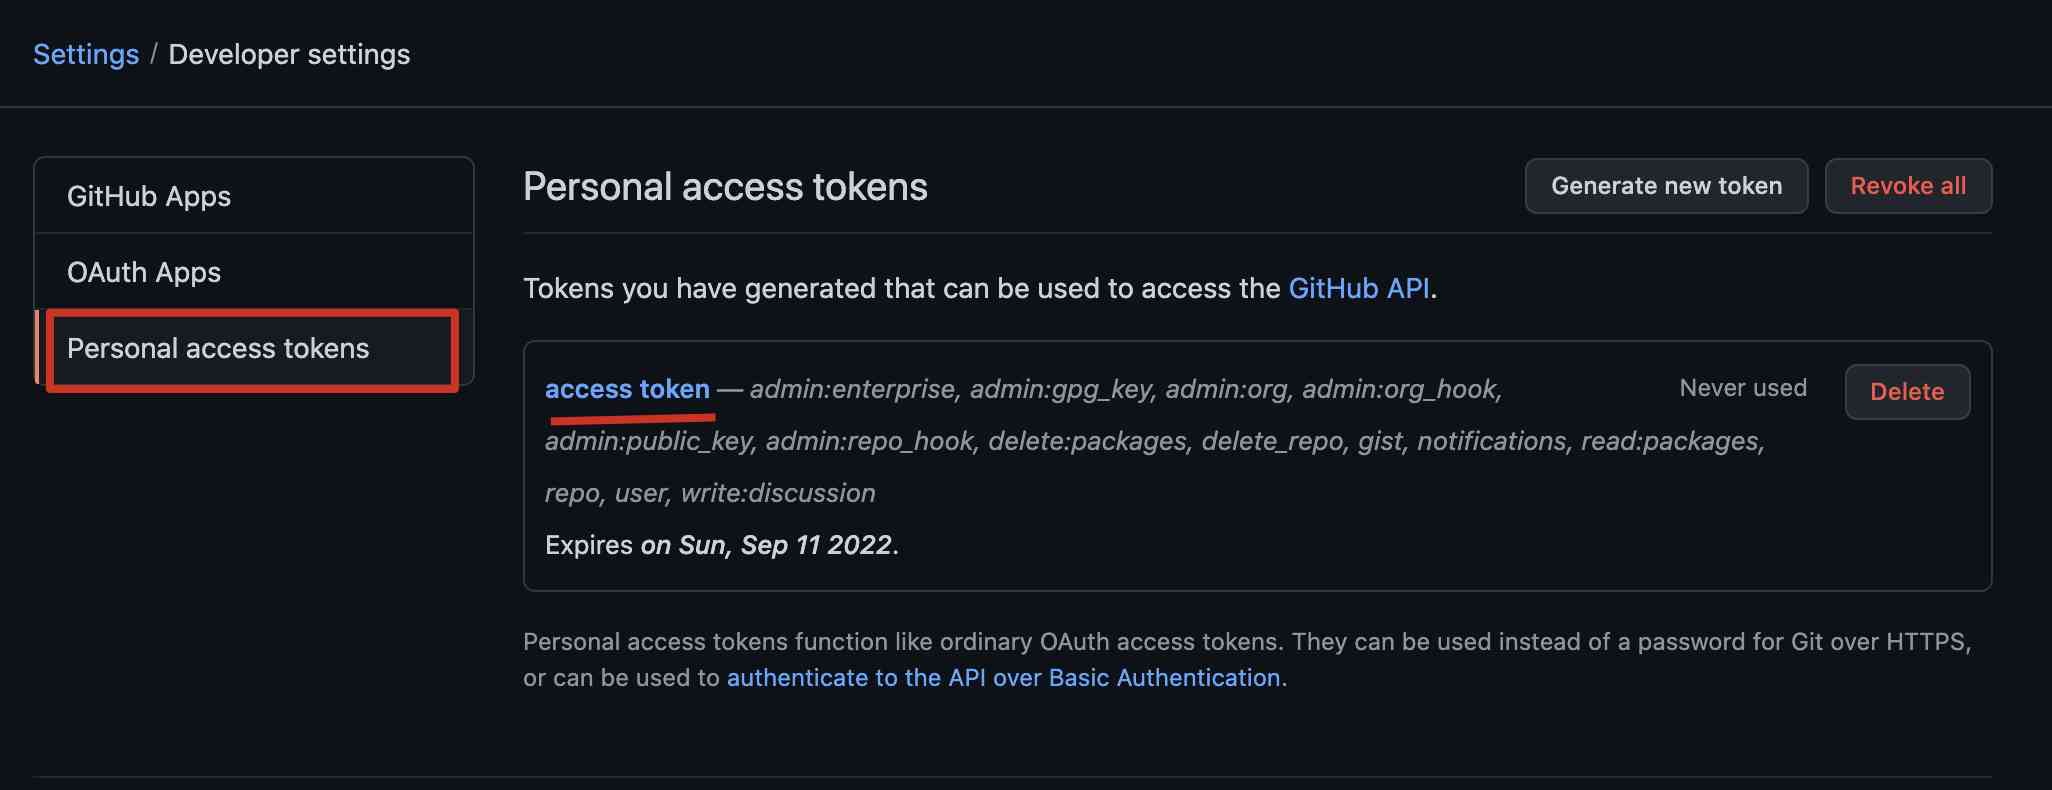 Settings / Developer settings
GitHub Apps
OAuth Apps
Personal access tokens
Personal access tokens
Generate new token
Revoke all
Tokens you have generated that can be used to access the GitHub API.
access token — admin:enterprise, admin:gpg_key, admin:org, admin:org_hook,
admin:public_key, admin:repo_hook, delete:packages, delete_repo, gist, notifications, read:packages,
repo, user, write:discussion
Never used
Delete
Expires on Sun, Sep 11 2022.
Personal access tokens function like ordinary OAuth access tokens. They can be used instead of a password for Git over HTTPS,
or can be used to authenticate to the API over Basic Authentication.